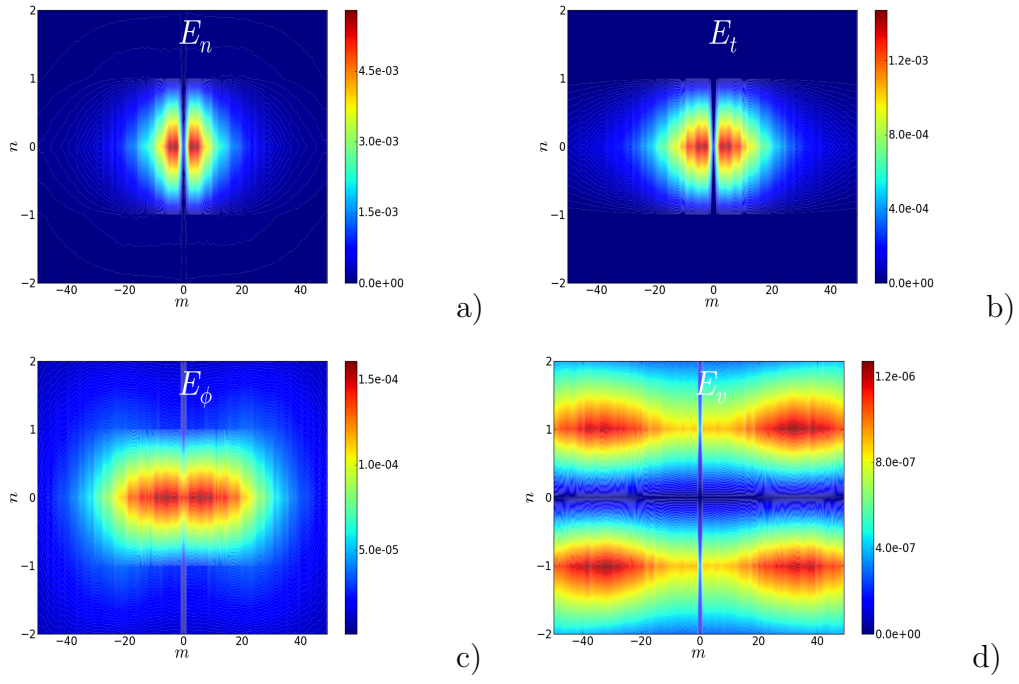 E_n
2
1
0
−1
−2
n
−40
−20
0
20
40
m
4.5e-03
3.0e-03
1.5e-03
0.0e+00
a)
E_t
2
1
0
−1
−2
n
−40
−20
0
20
40
m
1.2e-03
8.0e-04
4.0e-04
0.0e+00
b)
E_ϕ
2
1
0
−1
−2
n
−40
−20
0
20
40
m
1.5e-04
1.0e-04
5.0e-05
c)
E_v
2
1
0
−1
−2
n
−40
−20
0
20
40
m
1.2e-06
8.0e-07
4.0e-07
0.0e+00
d)